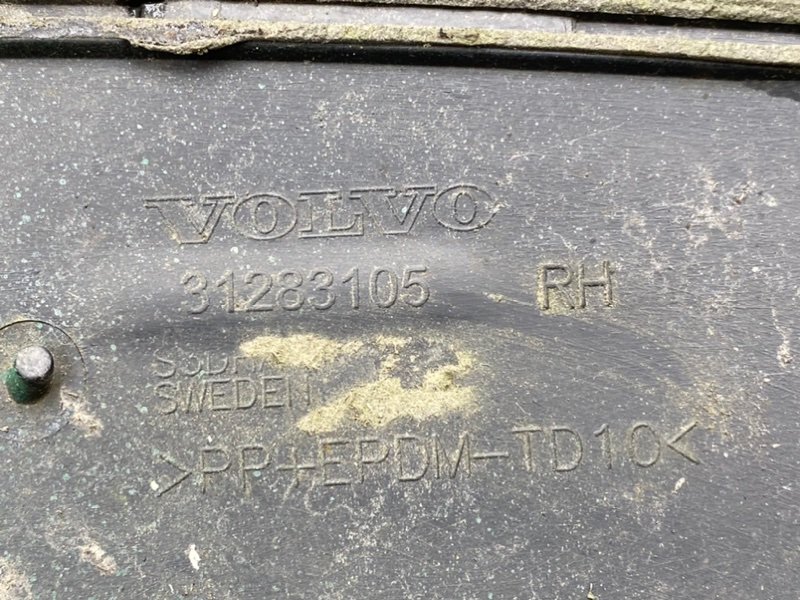 VOLVO
31283105 RH
SWEDEN
>PP+EPDM-TD10<